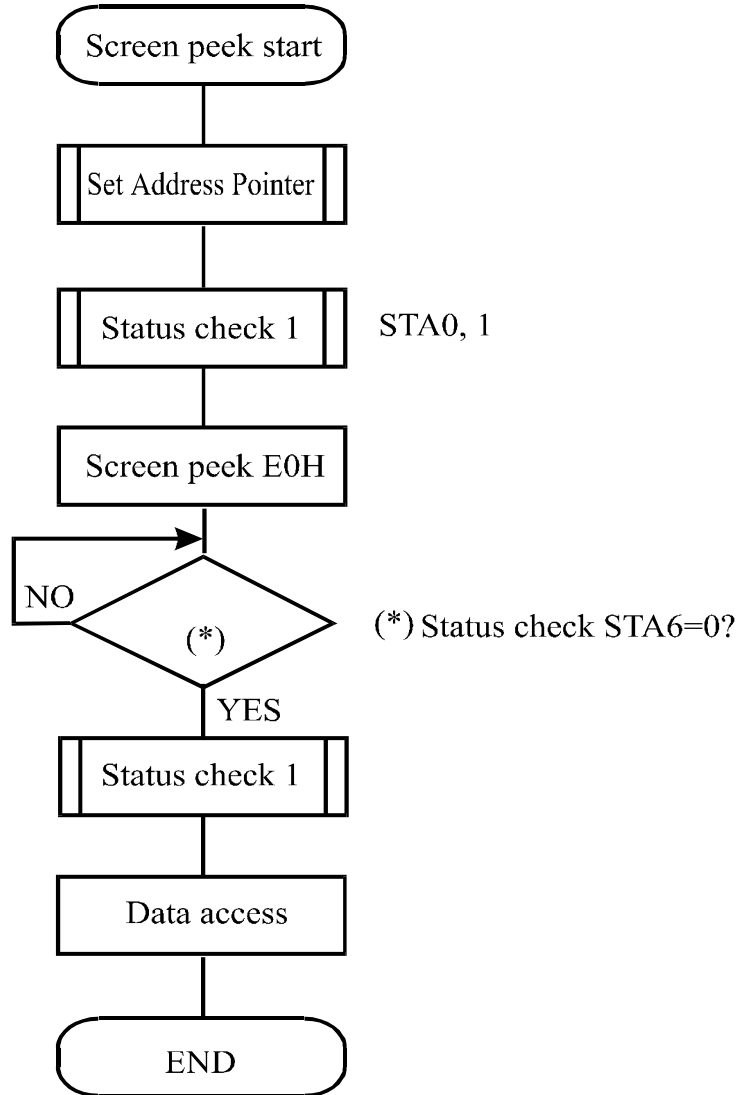 Screen peek start
Set Address Pointer
Status check 1
STA0, 1
Screen peek E0H
NO
(*)
(*) Status check STA6=0?
YES
Status check 1
Data access
END